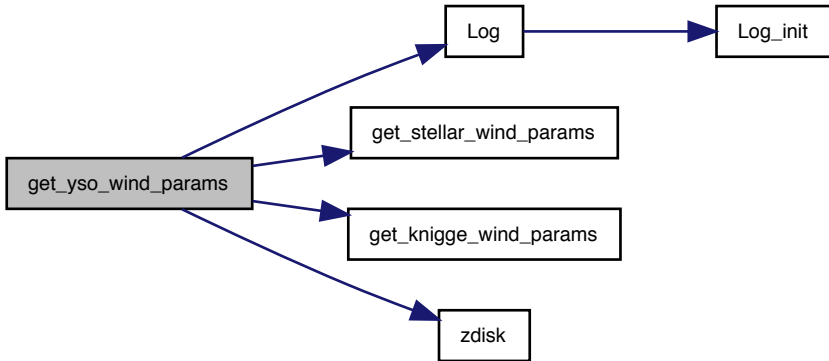 Log
Log_init
get_stellar_wind_params
get_yso_wind_params
get_knigge_wind_params
zdisk